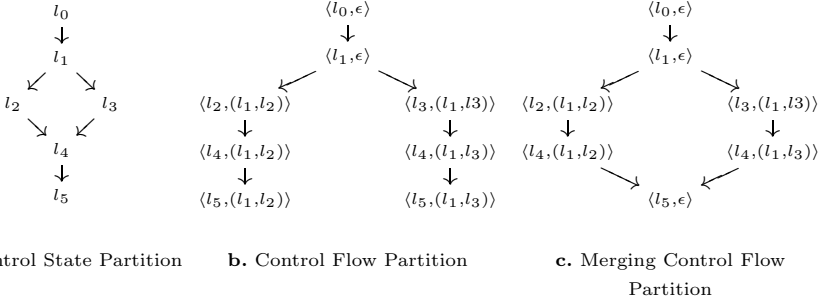 l0
l1
l2 l3
l4
l5
ntrol State Partition
⟨l0,ϵ⟩
⟨l1,ϵ⟩
⟨l2,(l1,l2)⟩ ⟨l3,(l1,l3)⟩
⟨l4,(l1,l2)⟩ ⟨l4,(l1,l3)⟩
⟨l5,(l1,l2)⟩ ⟨l5,(l1,l3)⟩
b. Control Flow Partition
⟨l0,ϵ⟩
⟨l1,ϵ⟩
⟨l2,(l1,l2)⟩ ⟨l3,(l1,l3)⟩
⟨l4,(l1,l2)⟩ ⟨l4,(l1,l3)⟩
⟨l5,ϵ⟩
c. Merging Control Flow
Partition